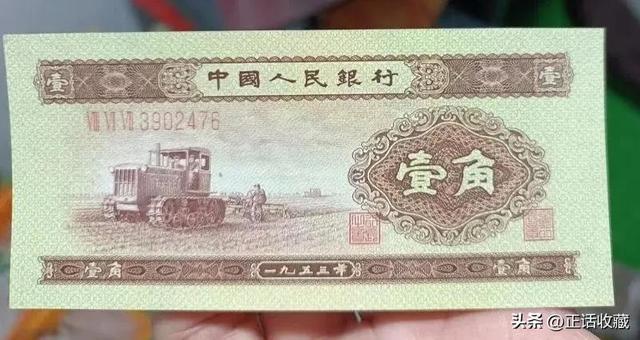 壹 中國人民銀行 壹
VIII VI VII 3902476
壹角
壹角 一九五三年 壹角
头条 @正话收藏